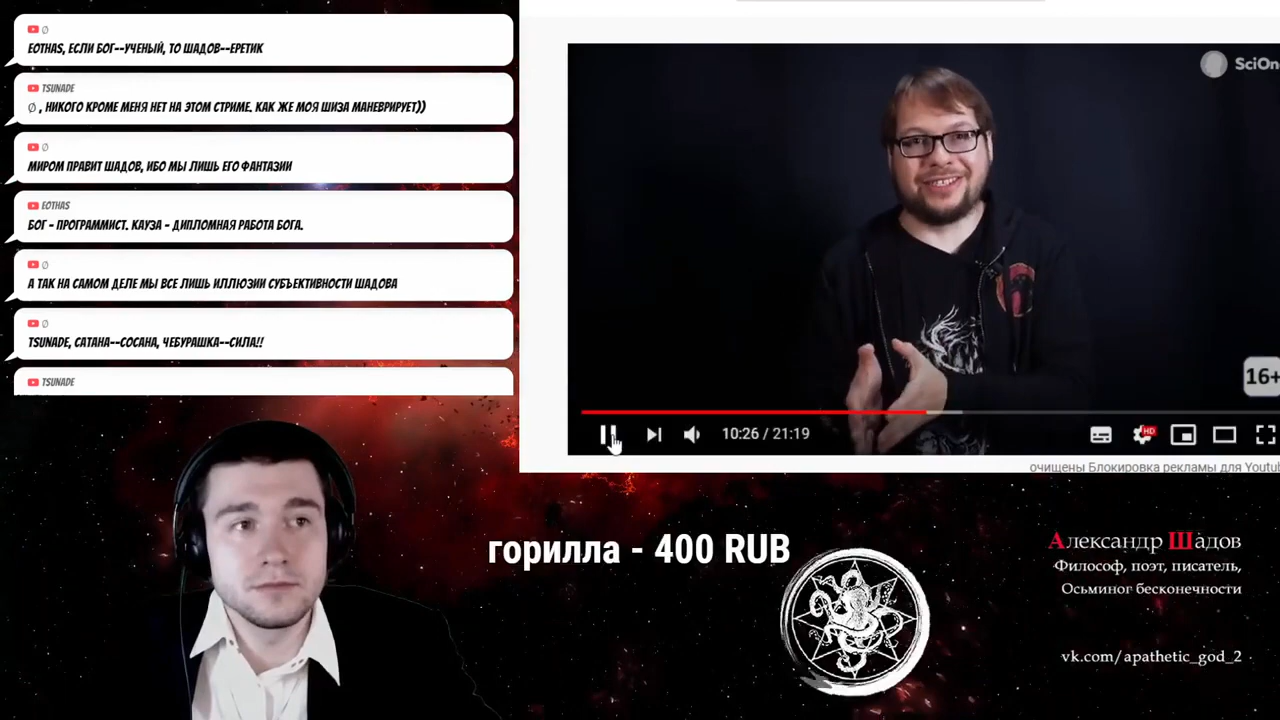 Ø
EOTHAS, ЕСЛИ БОГ--УЧЕНЫЙ, ТО ШАДОВ--ЕРЕТИК
TSUNADE
Ø , НИКОГО КРОМЕ МЕНЯ НЕТ НА ЭТОМ СТРИМЕ. КАК ЖЕ МОЯ ШИЗА МАНЕВРИРУЕТ))
Ø
МИРОМ ПРАВИТ ШАДОВ, ИБО МЫ ЛИШЬ ЕГО ФАНТАЗИИ
EOTHAS
БОГ - ПРОГРАММИСТ. КАУЗА - ДИПЛОМНАЯ РАБОТА БОГА.
Ø
А ТАК НА САМОМ ДЕЛЕ МЫ ВСЕ ЛИШЬ ИЛЛЮЗИИ СУБЪЕКТИВНОСТИ ШАДОВА
Ø
TSUNADE, САТАНА--СОСАНА, ЧЕБУРАШКА--СИЛА!!
TSUNADE
SciOn
16+
10:26 / 21:19
HD
очищены Блокировка рекламы для Youtub
горилла - 400 RUB
Александр Шадов
Философ, поэт, писатель,
Осьминог бесконечности
vk.com/apathetic_god_2